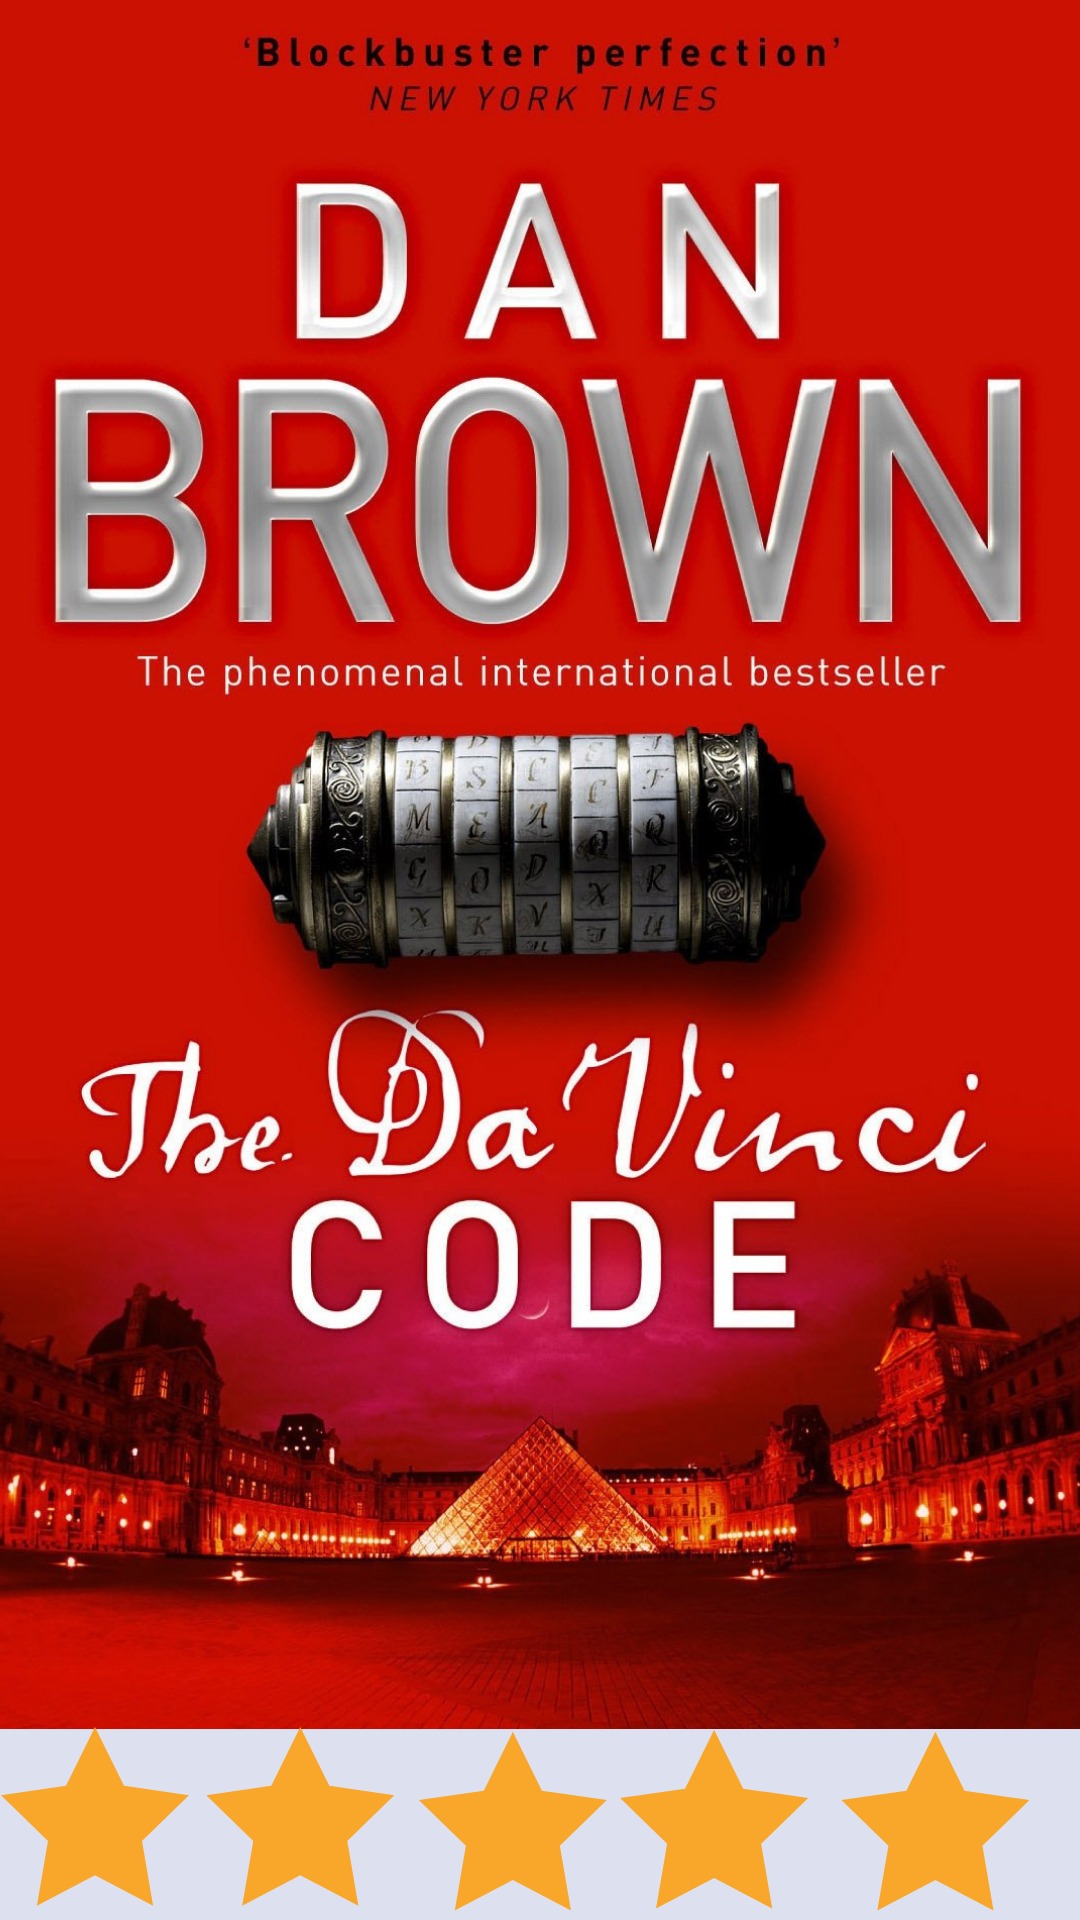 ‘Blockbuster perfection’
NEW YORK TIMES
DAN
BROWN
The phenomenal international bestseller
The Da Vinci
CODE